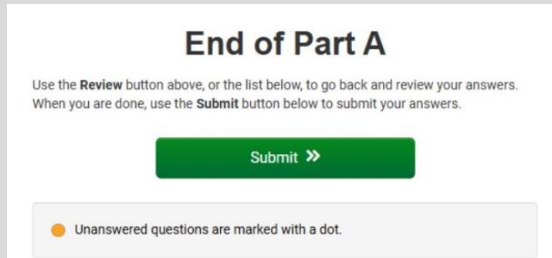 End of Part A
Use the Review button above, or the list below, to go back and review your answers.
When you are done, use the Submit button below to submit your answers.
Submit »
Unanswered questions are marked with a dot.